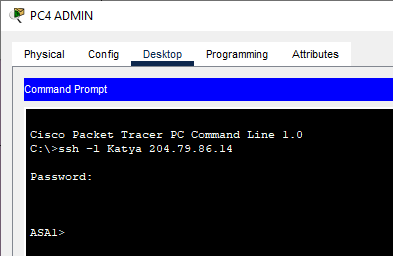 PC4 ADMIN
Physical Config Desktop Programming Attributes
Command Prompt
Cisco Packet Tracer PC Command Line 1.0
C:\>ssh -l Katya 204.79.86.14
Password:
ASA1>